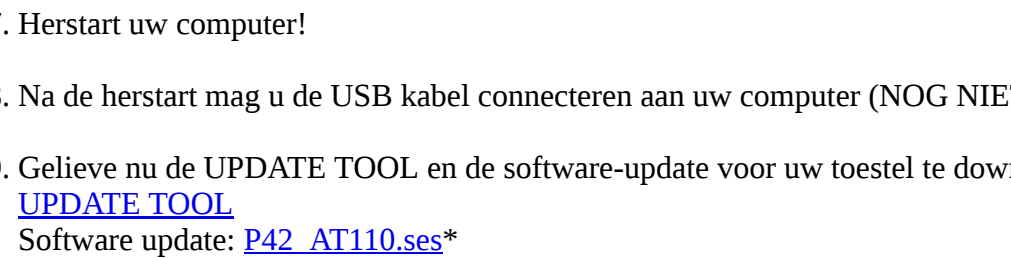 . Herstart uw computer!
. Na de herstart mag u de USB kabel connecteren aan uw computer (NOG
. Gelieve nu de UPDATE TOOL en de software-update voor uw toestel te
UPDATE TOOL
Software update: P42_AT110.ses*